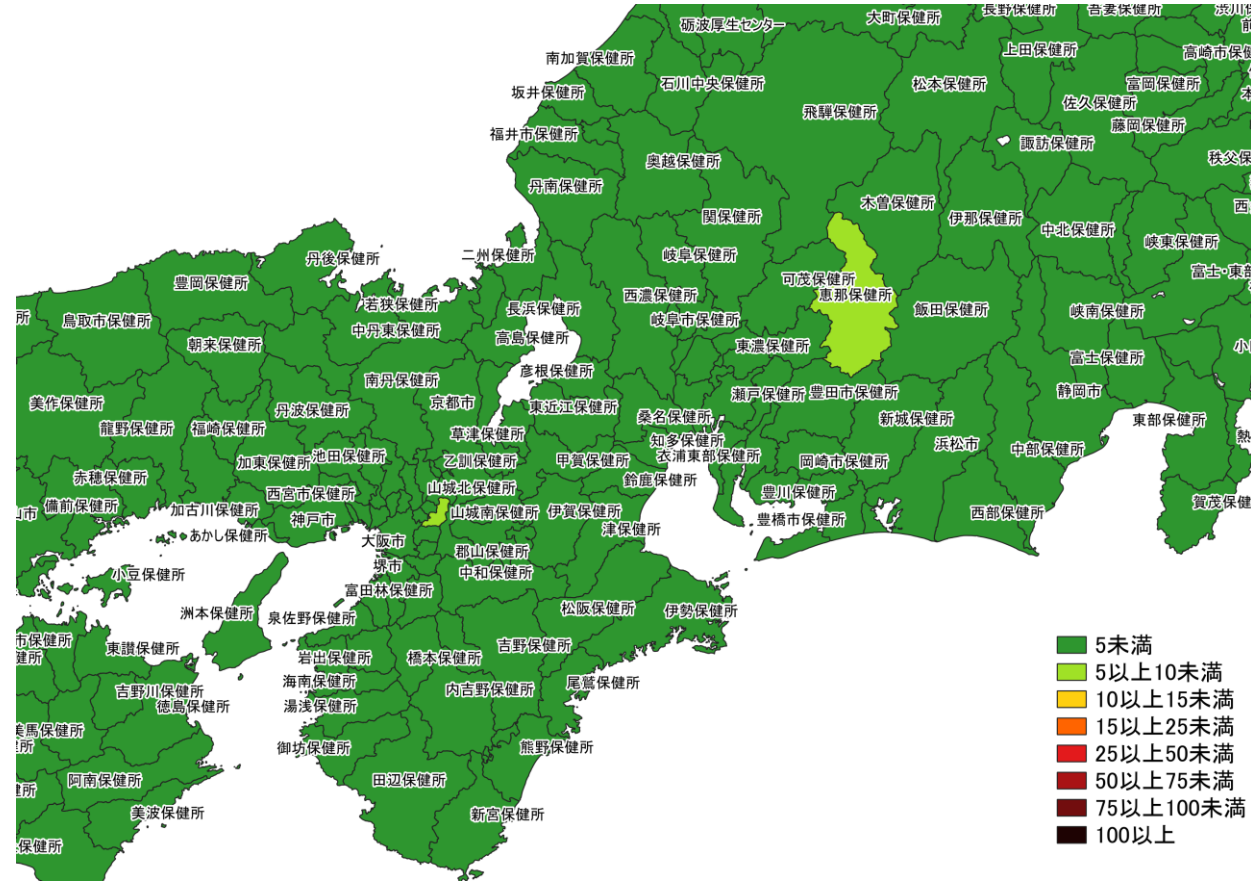 砺波厚生センター
大町保健所
長野保健所
吾妻保健所
南加賀保健所
上田保健所
高崎市保健
坂井保健所
石川中央保健所
松本保健所
富岡保健所
佐久保健所
飛騨保健所
藤岡保健所
福井市保健所
諏訪保健所
秩父保
奥越保健所
丹南保健所
木曽保健所
関保健所
伊那保健所
中北保健所
峡東保健所
岐阜保健所
二州保健所
丹後保健所
富士・東部
豊岡保健所
可茂保健所
恵那保健所
西濃保健所
若狭保健所
長浜保健所
飯田保健所
峡南保健所
鳥取市保健所
岐阜市保健所
中丹東保健所
高島保健所
朝来保健所
東濃保健所
富士保健所
彦根保健所
南丹保健所
静岡市
瀬戸保健所
豊田市保健所
美作保健所
京都市
東近江保健所
丹波保健所
桑名保健所
新城保健所
東部保健所
龍野保健所
福崎保健所
草津保健所
知多保健所
浜松市
中部保健所
池田保健所
衣浦東部保健所
加東保健所
乙訓保健所
甲賀保健所
岡崎市保健所
赤穂保健所
鈴鹿保健所
山城北保健所
西宮市保健所
豊川保健所
賀茂保健
備前保健所
加古川保健所
山城南保健所
伊賀保健所
西部保健所
神戸市
豊橋市保健所
あかし保健所
津保健所
大阪市
郡山保健所
堺市
中和保健所
小豆保健所
富田林保健所
松阪保健所
伊勢保健所
洲本保健所
泉佐野保健所
市保健所
東讃保健所
吉野保健所
岩出保健所
橋本保健所
海南保健所
尾鷲保健所
吉野川保健所
内吉野保健所
徳島保健所
湯浅保健所
美馬保健所
御坊保健所
熊野保健所
阿南保健所
田辺保健所
美波保健所
新宮保健所
保健所
5未満
5以上10未満
10以上15未満
15以上25未満
25以上50未満
50以上75未満
75以上100未満
100以上